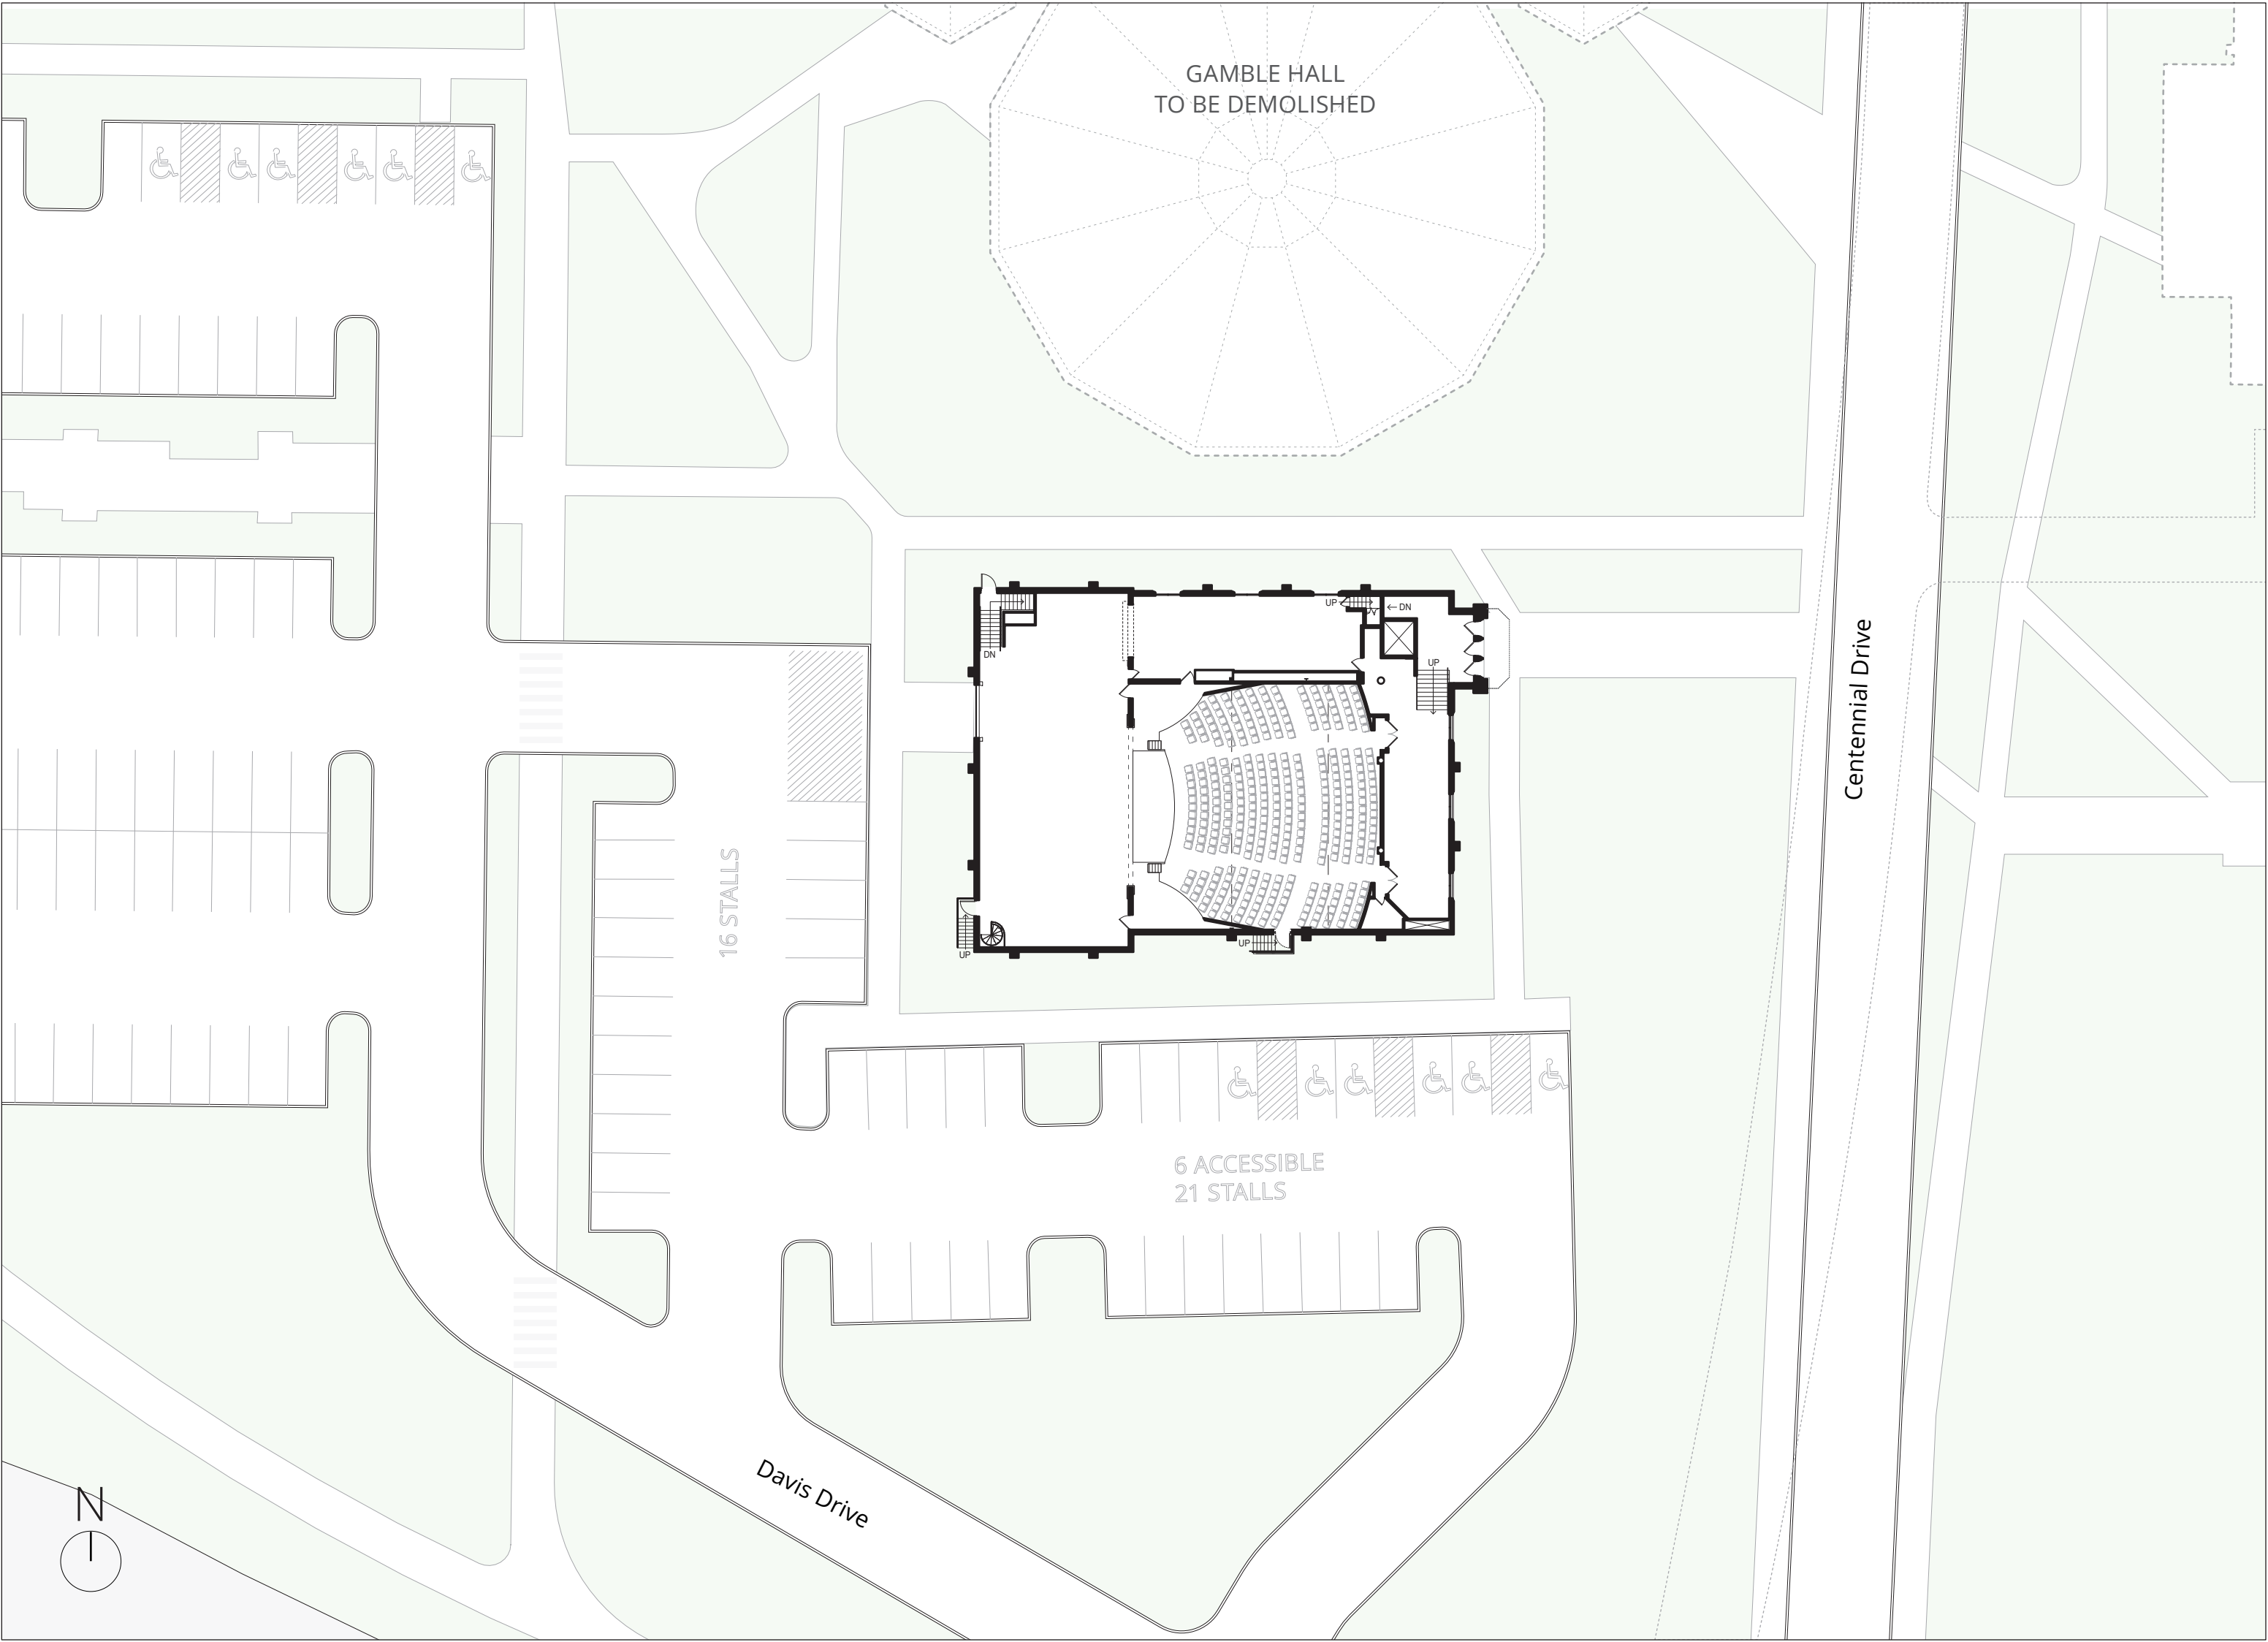 GAMBLE HALL
TO BE DEMOLISHED
UP
DN
DN
UP
Centennial Drive
16 STALLS
UP
UP
6 ACCESSIBLE
21 STALLS
Davis Drive
N